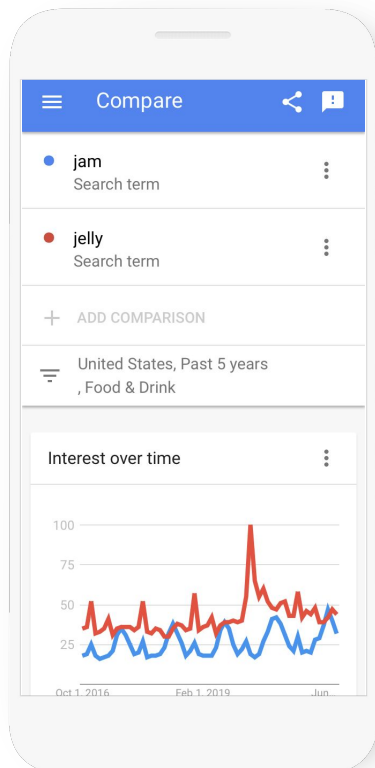 Compare
jam
Search term
jelly
Search term
ADD COMPARISON
United States, Past 5 years
, Food & Drink
Interest over time
100
75
50
25
Oct 1, 2016 Feb 1, 2019 Jun